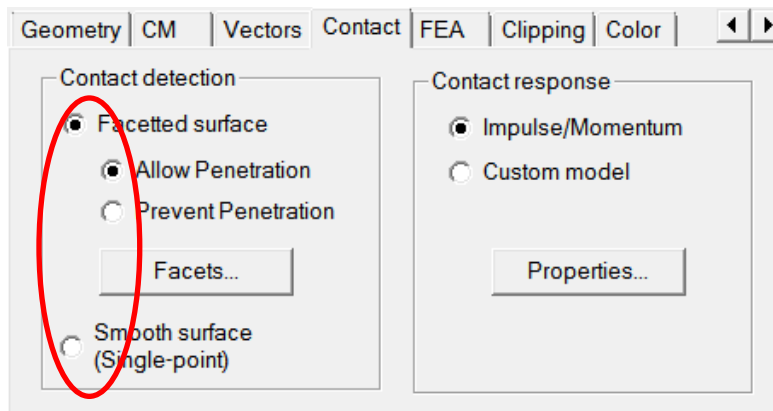 Geometry CM Vectors Contact FEA Clipping Color
Contact detection
Facetted surface
Allow Penetration
Prevent Penetration
Facets...
Smooth surface
(Single-point)
Contact response
Impulse/Momentum
Custom model
Properties...